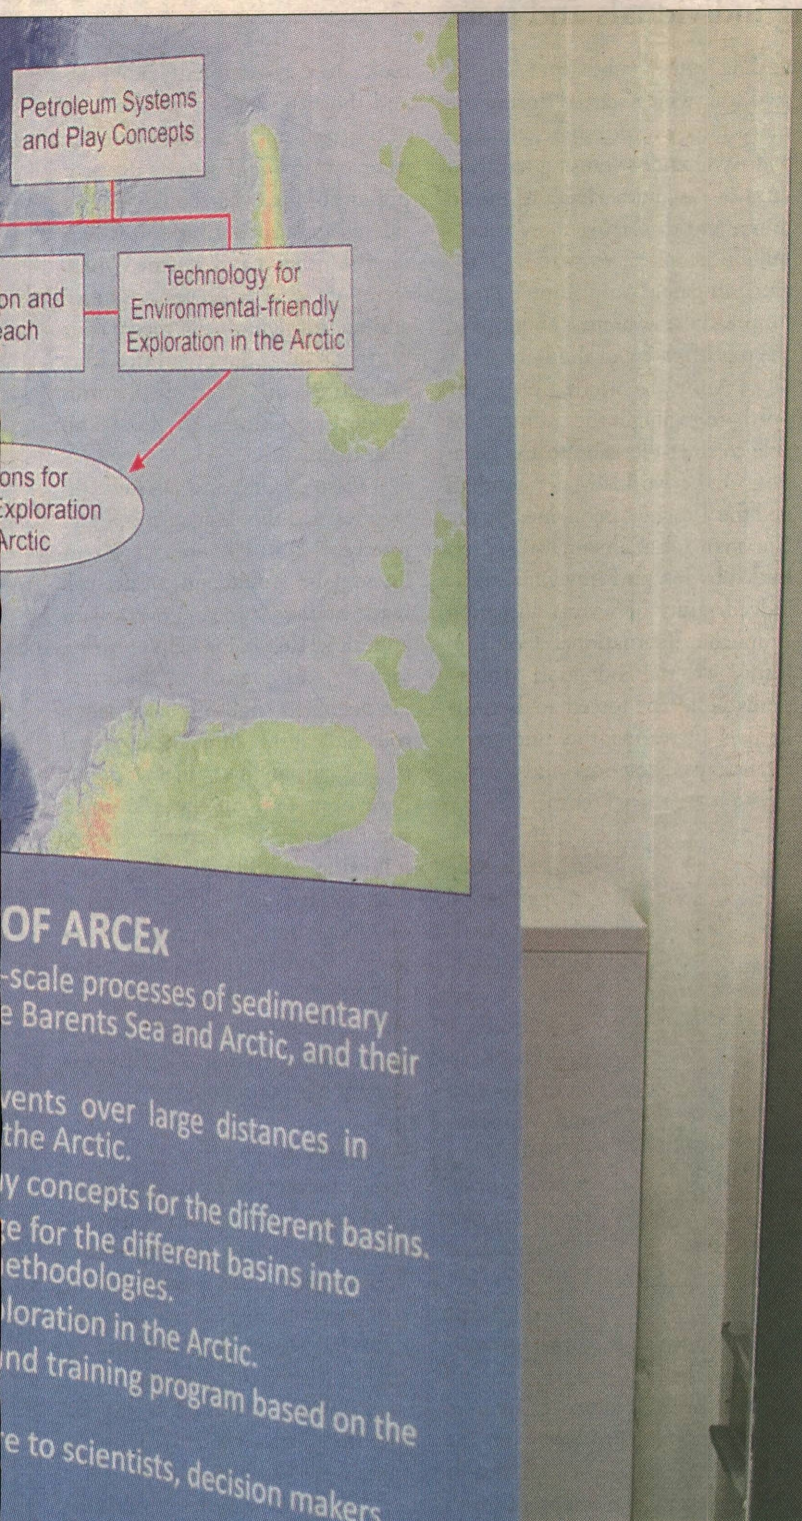 Petroleum Systems
and Play Concepts
Technology for
Environmental-friendly
Exploration in the Arctic
on and
each
ons for
Exploration
Arctic
OF ARCEx
-scale processes of sedimentary
e Barents Sea and Arctic, and their
vents over large distances in
the Arctic.
y concepts for the different basins.
e for the different basins into
ethodologies.
loration in the Arctic.
and training program based on the
re to scientists, decision makers